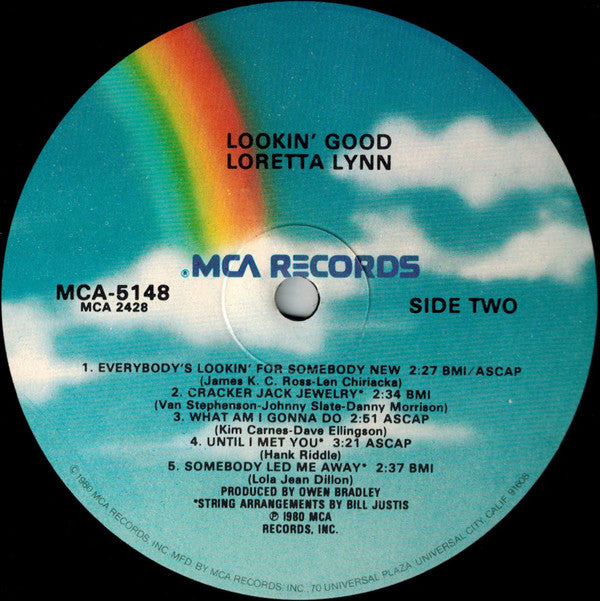 LOOKIN' GOOD
LORETTA LYNN
®MCA RECORDS
MCA-5148
MCA 2428
SIDE TWO
1. EVERYBODY'S LOOKIN' FOR SOMEBODY NEW 2:27 BMI/ASCAP
(James K. C. Ross-Len Chiriacka)
2. CRACKER JACK JEWELRY* 2:34 BMI
(Van Stephenson-Johnny Slate-Danny Morrison)
3. WHAT AM I GONNA DO 2:51 ASCAP
(Kim Carnes-Dave Ellingson)
4. UNTIL I MET YOU* 3:21 ASCAP
(Hank Riddle)
5. SOMEBODY LED ME AWAY* 2:37 BMI
(Lola Jean Dillon)
PRODUCED BY OWEN BRADLEY
*STRING ARRANGEMENTS BY BILL JUSTIS
℗ 1980 MCA
RECORDS, INC.
©1980 MCA RECORDS, INC. MFD. BY MCA RECORDS, INC., 70 UNIVERSAL PLAZA, UNIVERSAL CITY, CALIF. 91608